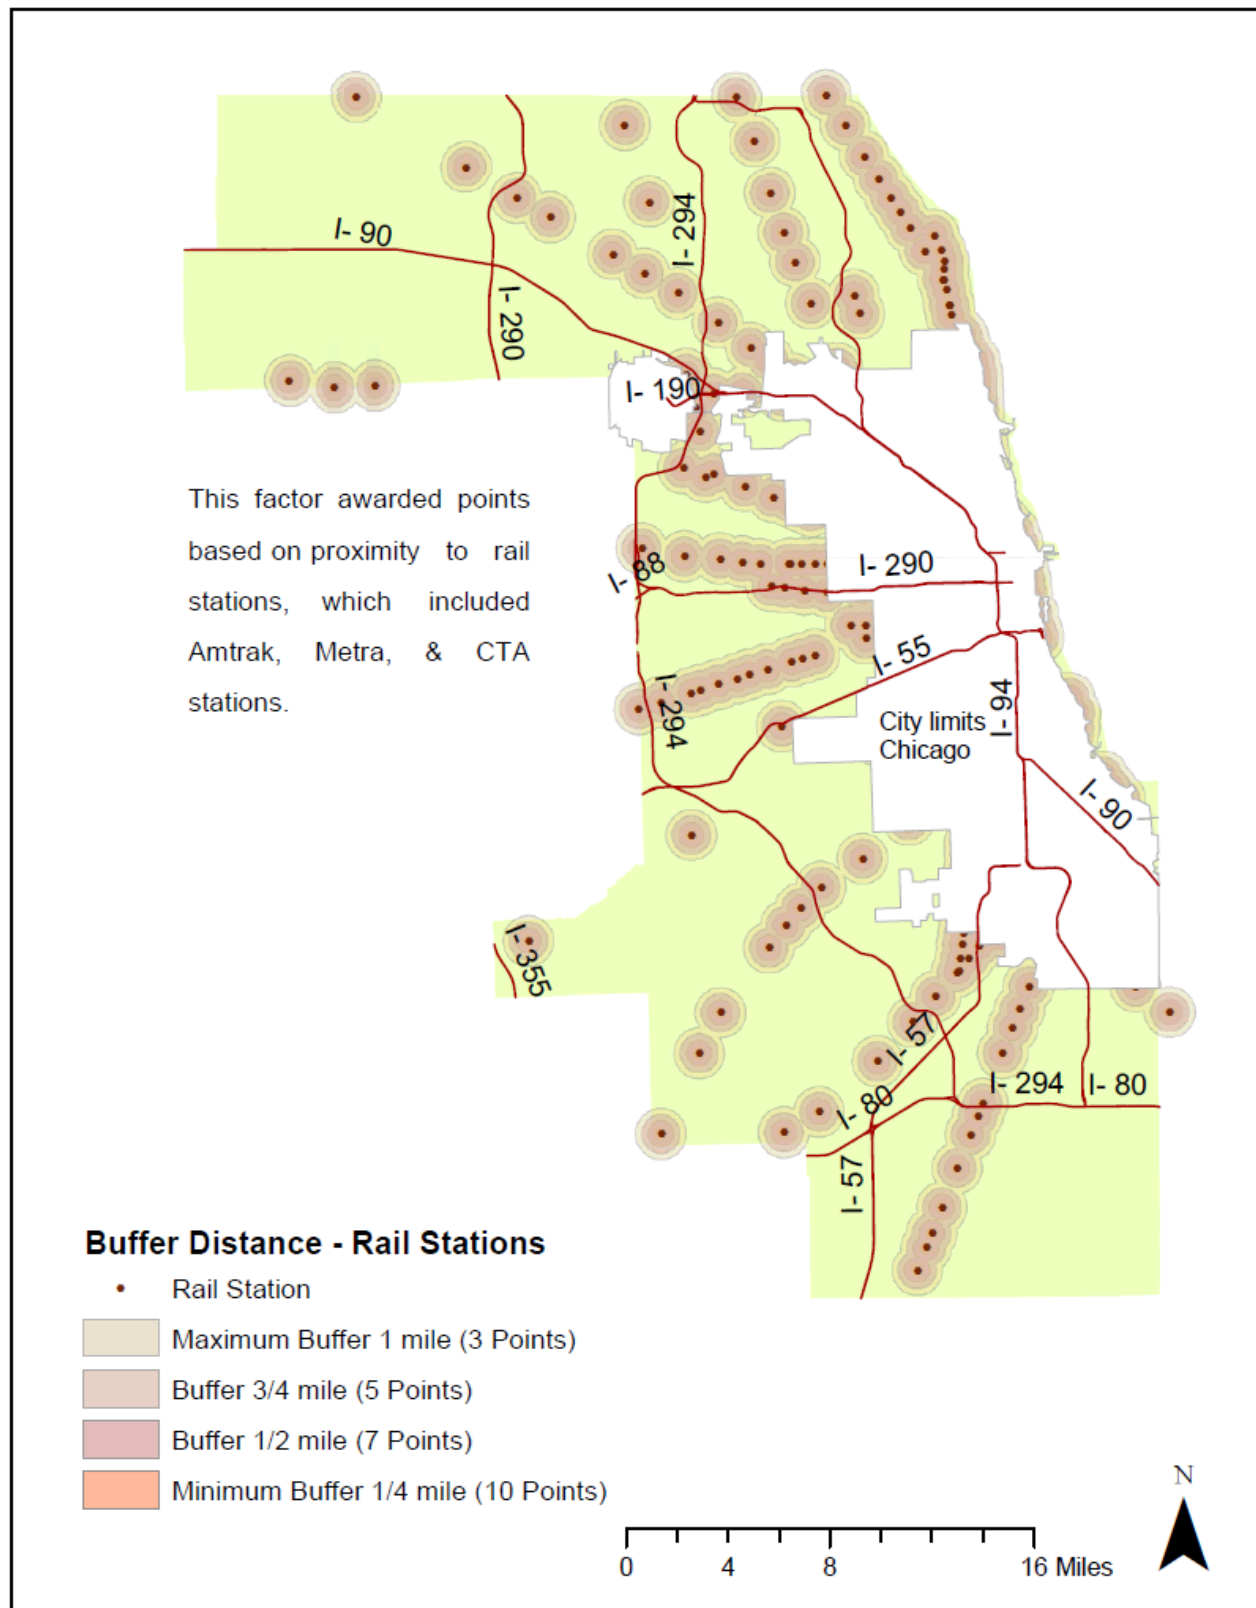 I- 90
I- 294
I- 290
I- 190
This factor awarded points
based on proximity to rail
stations, which included
Amtrak, Metra, & CTA
stations.
I- 88
I- 290
I- 55
I- 294
I- 94
City limits
Chicago
I- 90
I- 355
I- 57
I- 294
I- 80
I- 80
I- 57
Buffer Distance - Rail Stations
Rail Station
Maximum Buffer 1 mile (3 Points)
Buffer 3/4 mile (5 Points)
Buffer 1/2 mile (7 Points)
Minimum Buffer 1/4 mile (10 Points)
N
0 4 8 16 Miles